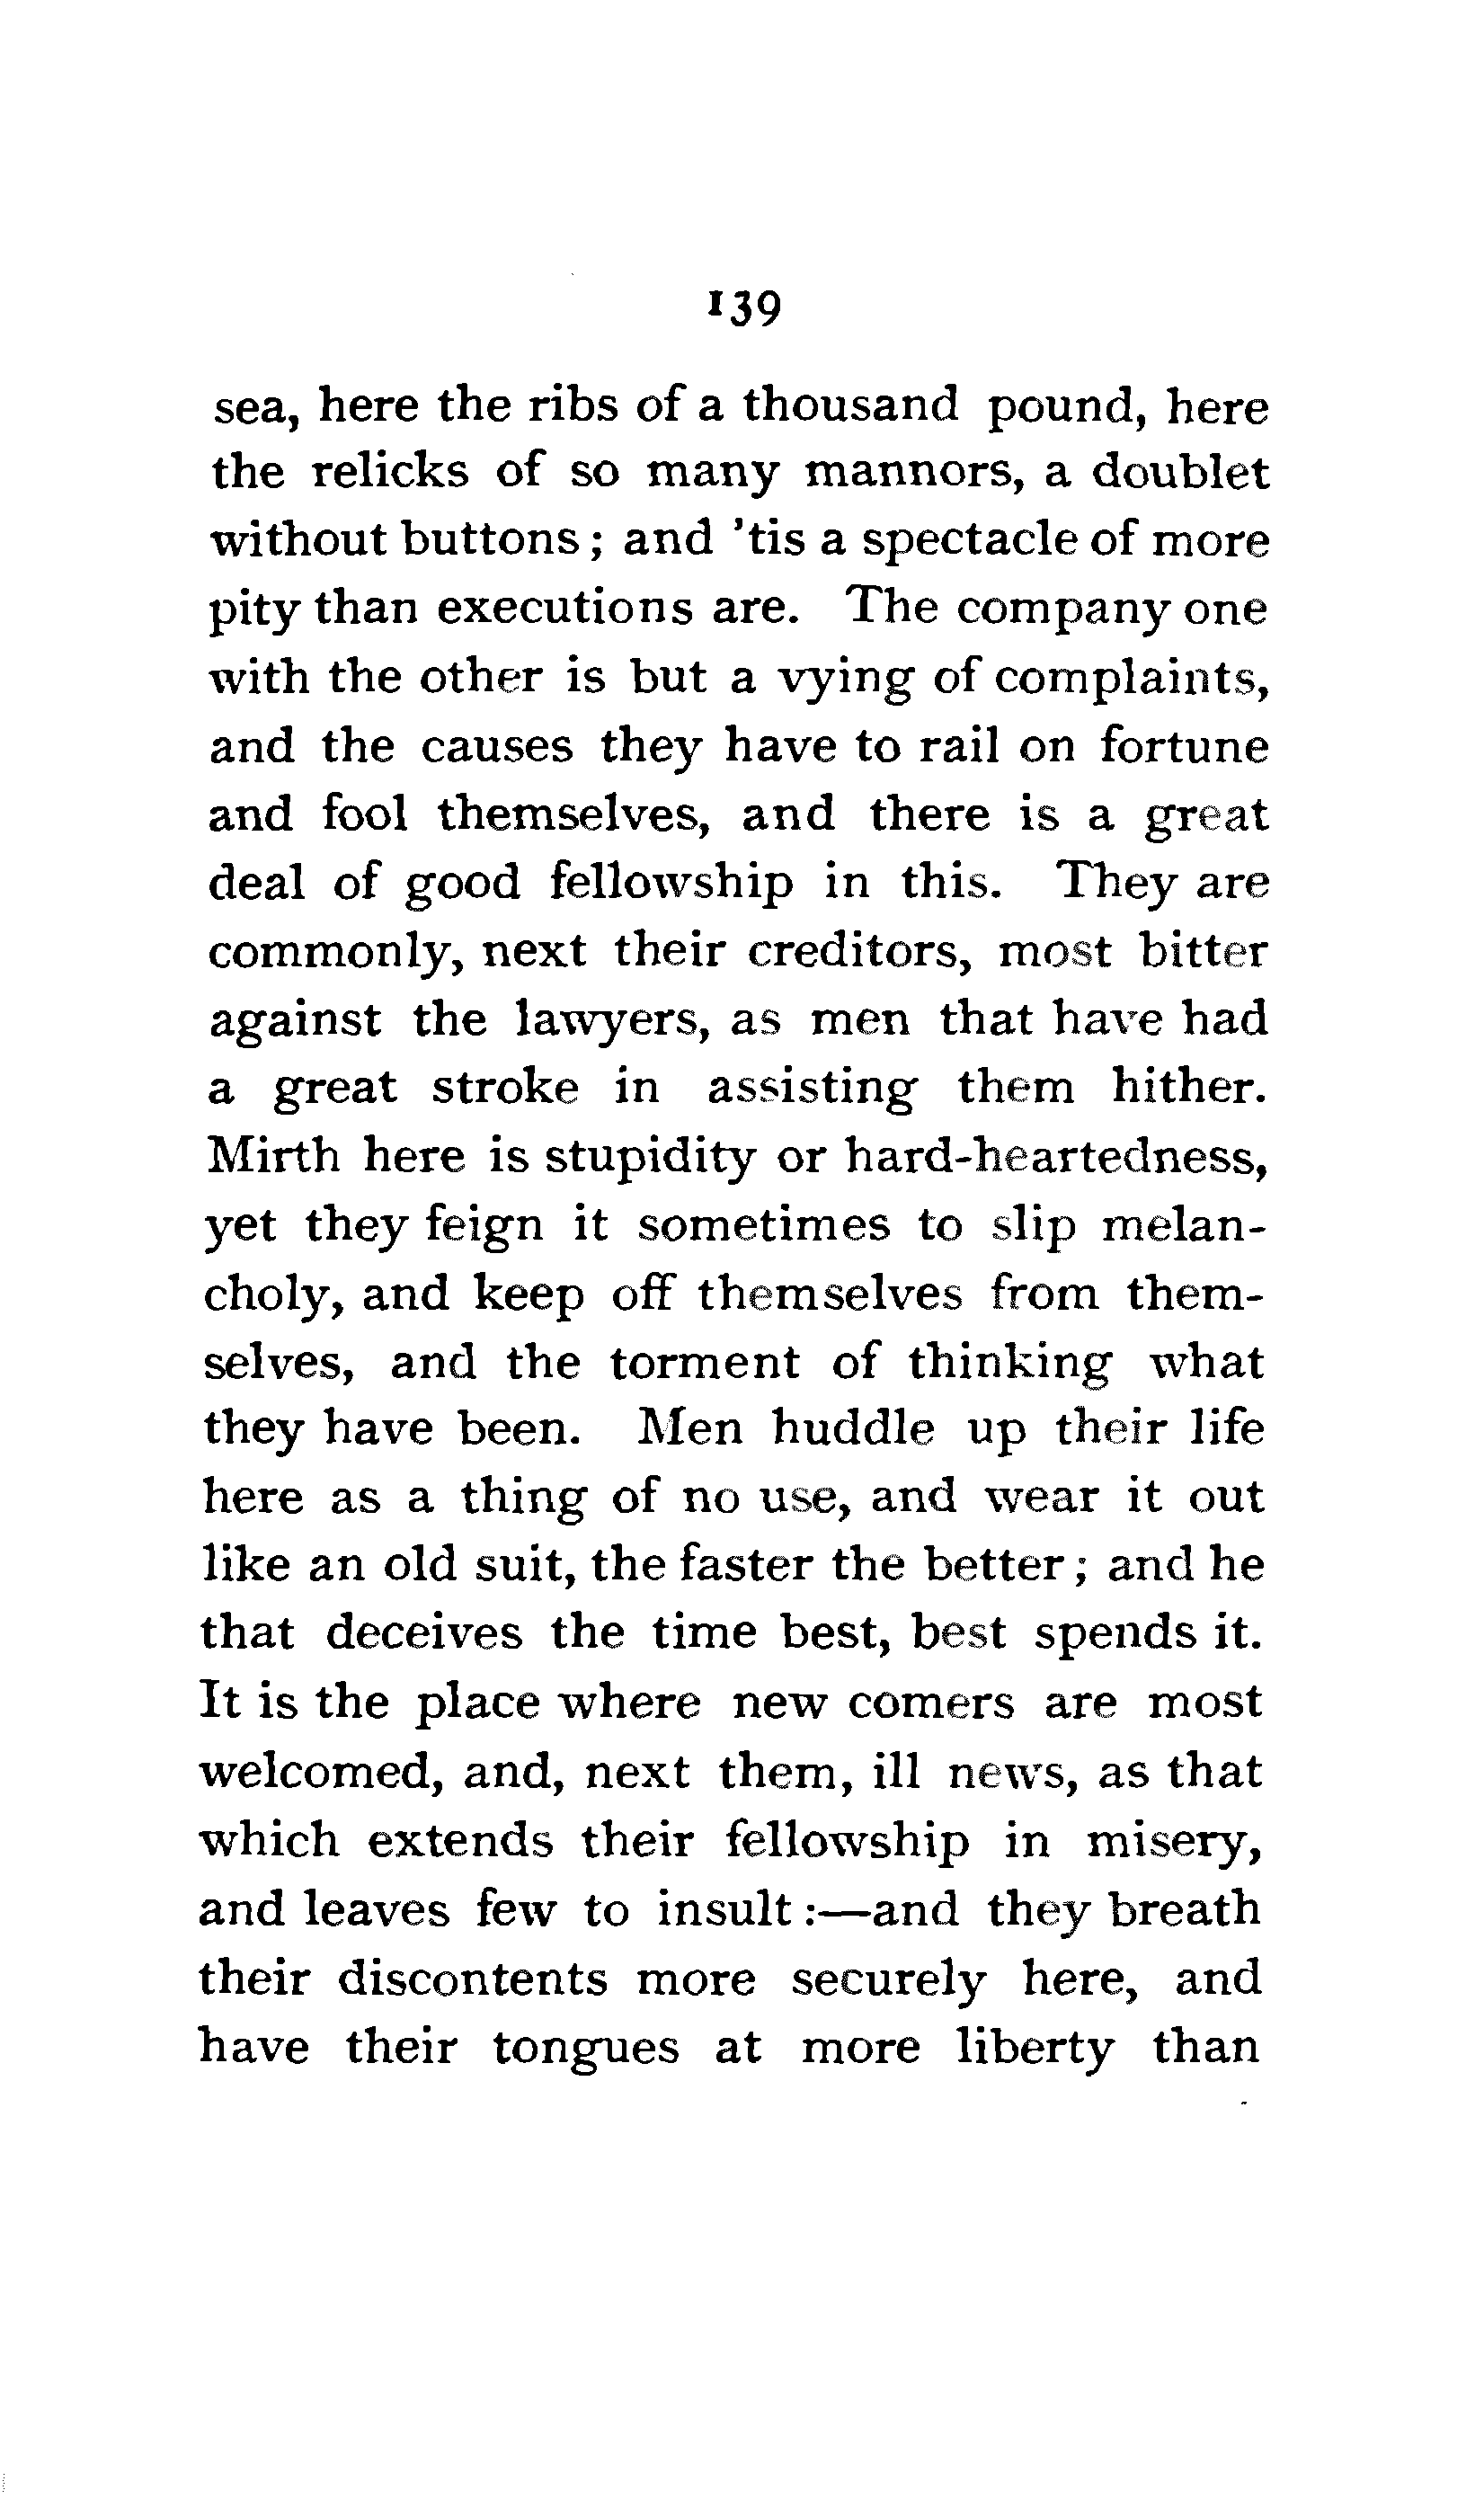 139
sea, here the ribs of a thousand pound, here
the relicks of so many mannors, a doublet
without buttons; and 'tis a spectacle of more
pity than executions are. The company one
with the other is but a vying of complaints,
and the causes they have to rail on fortune
and fool themselves, and there is a great
deal of good fellowship in this. They are
commonly, next their creditors, most bitter
against the lawyers, as men that have had
a great stroke in assisting them hither.
Mirth here is stupidity or hard-heartedness,
yet they feign it sometimes to slip melan-
choly, and keep off themselves from them-
selves, and the torment of thinking what
they have been. Men huddle up their life
here as a thing of no use, and wear it out
like an old suit, the faster the better; and he
that deceives the time best, best spends it.
It is the place where new comers are most
welcomed, and, next them, ill news, as that
which extends their fellowship in misery,
and leaves few to insult:—and they breath
their discontents more securely here, and
have their tongues at more liberty than